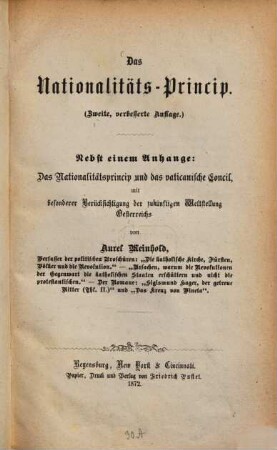 Das
Nationalitäts-Princip.
(Zweite, verbesserte Auflage.)
Nebst einem Anhange:
Das Nationalitätsprincip und das vaticanische Concil,
mit
besonderer Berücksichtigung der zukünftigen Weltstellung
Oesterreichs
von
Aurel Meinhold,
Verfasser der politischen Broschüren: „Die katholische Kirche, Fürsten,
Völker und die Revolution.“ — „Ursachen, warum die Revolutionen
der Gegenwart die katholischen Staaten erschüttern und nicht die
protestantischen.“ — Der Romane: „Siglsmund Hager, der getreue
Ritter (Thl. II.)“ und „Das Kreuz von Pineta“.
Regensburg, New York & Cincinnati.
Papier, Druck und Verlag von Friedrich Pustet.
1872.